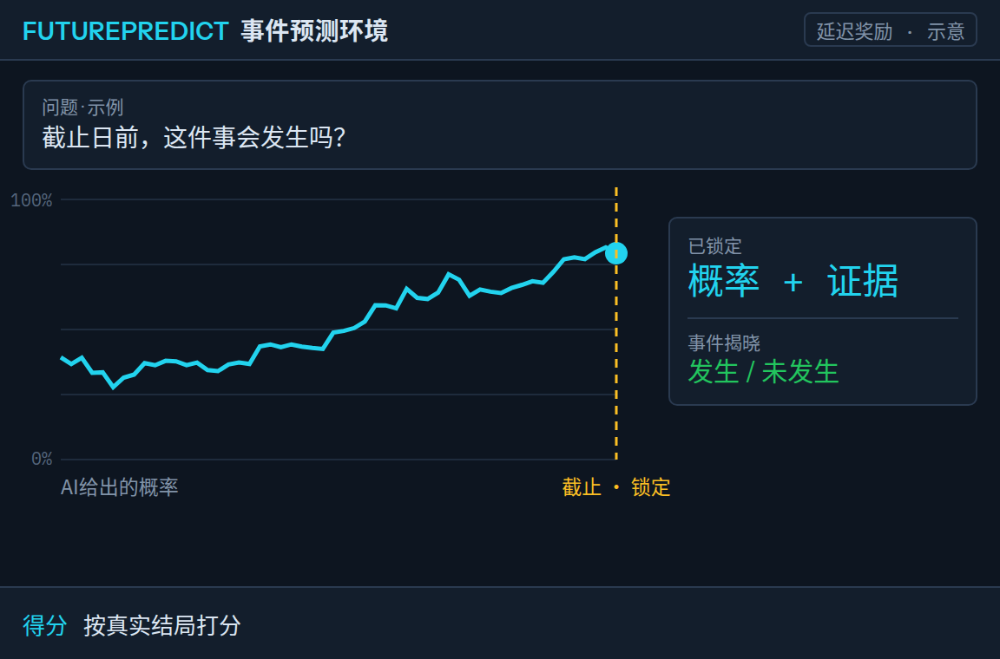 FUTUREPREDICT 事件预测环境
延迟奖励 · 示意
问题·示例
截止日前，这件事会发生吗？
100%
已锁定
概率 + 证据
事件揭晓
发生 / 未发生
0%
AI给出的概率
截止 · 锁定
得分 按真实结局打分